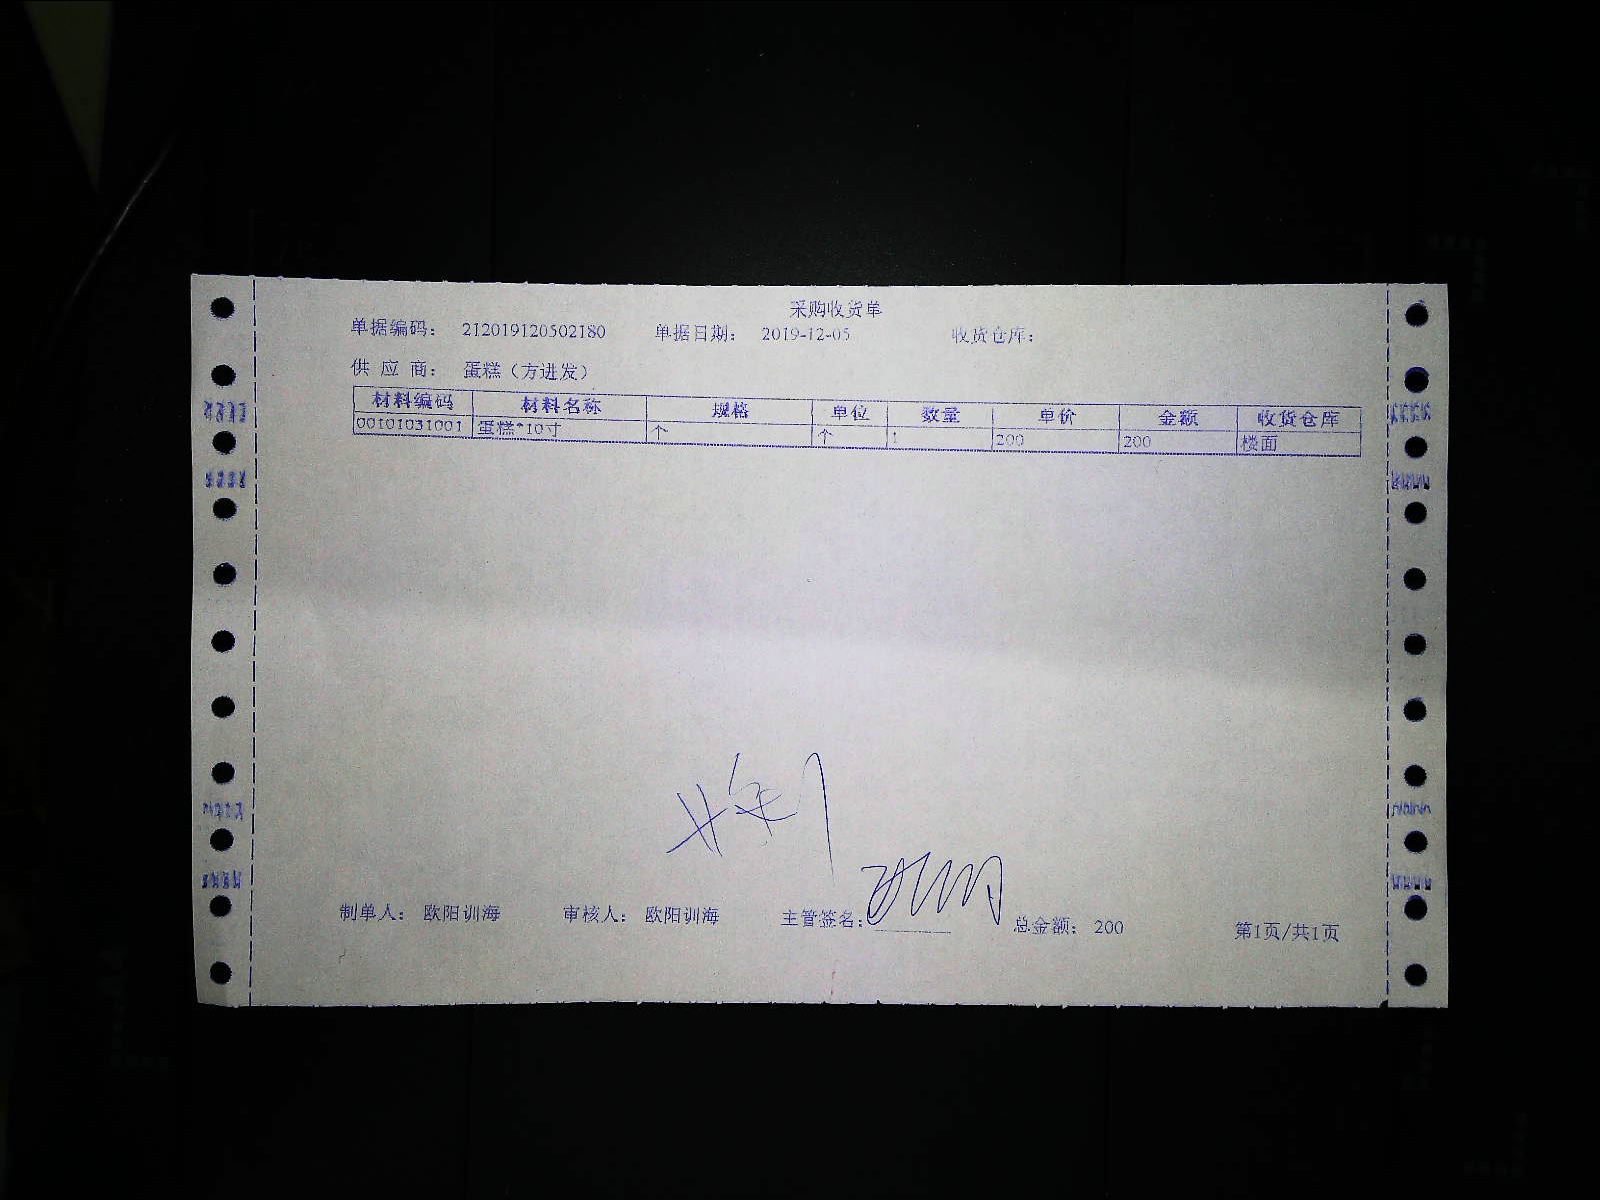 采购收货单
单据编码: 212019120502180 单据日期: 2019-12-05 收货仓库:
供应商: 蛋糕(方进发)
材料编码 材料名称 规格 单位 数量 单价 金额 收货仓库
00101031001 蛋糕*10寸 个 个 1 200 200 楼面
制单人: 欧阳训海 审核人: 欧阳训海 主管签名: 总金额: 200 第1页/共1页